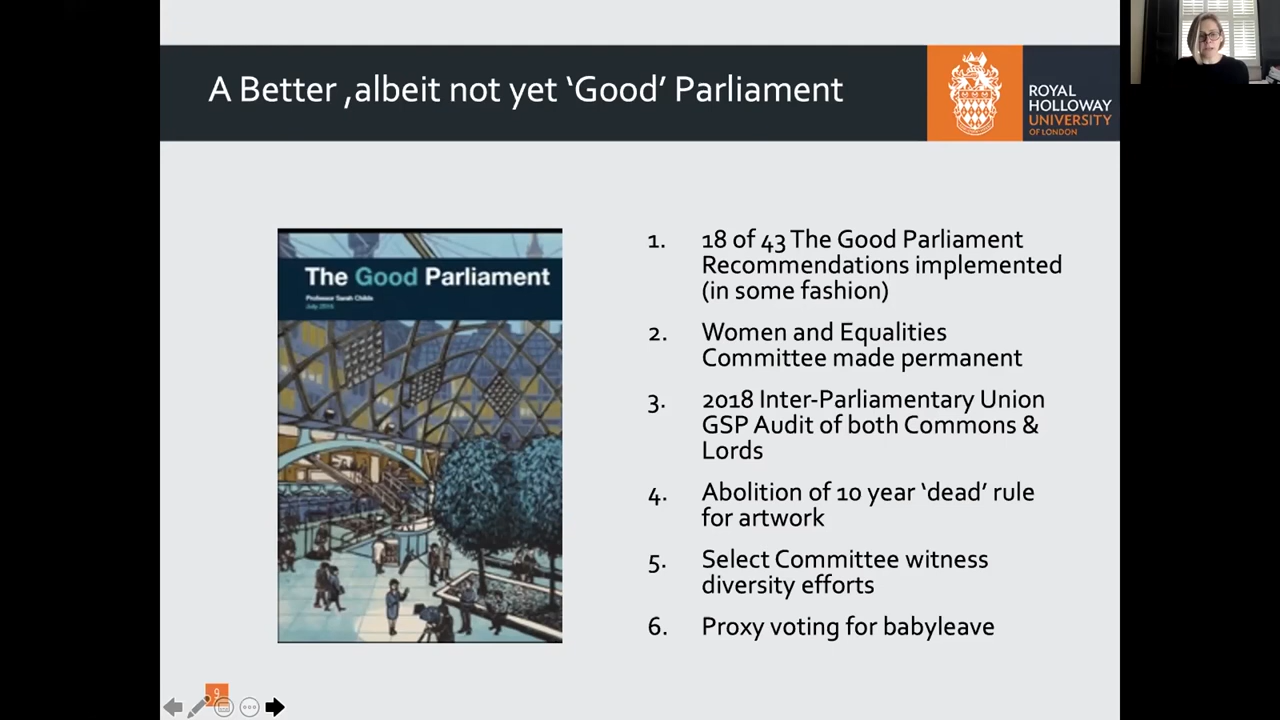 A Better ,albeit not yet ‘Good’ Parliament
ROYAL
HOLLOWAY
UNIVERSITY
OF LONDON
The Good Parliament
Professor Sarah Childs
July 2016
1. 18 of 43 The Good Parliament
Recommendations implemented
(in some fashion)
2. Women and Equalities
Committee made permanent
3. 2018 Inter-Parliamentary Union
GSP Audit of both Commons &
Lords
4. Abolition of 10 year ‘dead’ rule
for artwork
5. Select Committee witness
diversity efforts
6. Proxy voting for babyleave
9